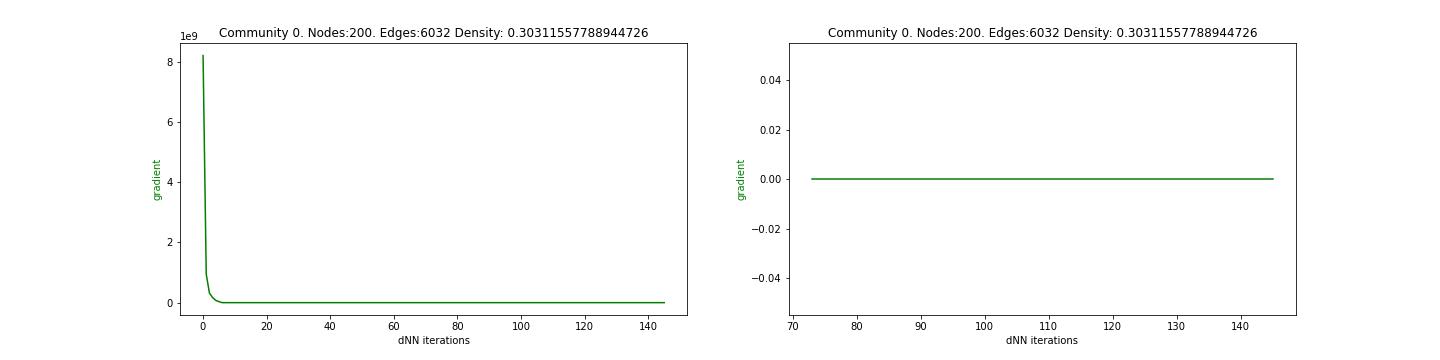 Community 0. Nodes:200. Edges:6032 Density: 0.30311557788944726
1e9
8
6
4
2
0
gradient
0 20 40 60 80 100 120 140
dNN iterations
Community 0. Nodes:200. Edges:6032 Density: 0.30311557788944726
0.04
0.02
0.00
−0.02
−0.04
gradient
70 80 90 100 110 120 130 140
dNN iterations